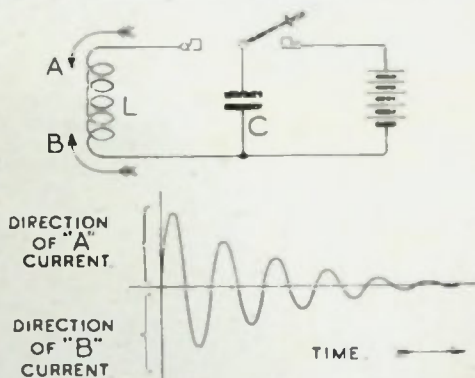 A
L
B
C
DIRECTION
OF "A"
CURRENT
DIRECTION
OF "B"
CURRENT
TIME